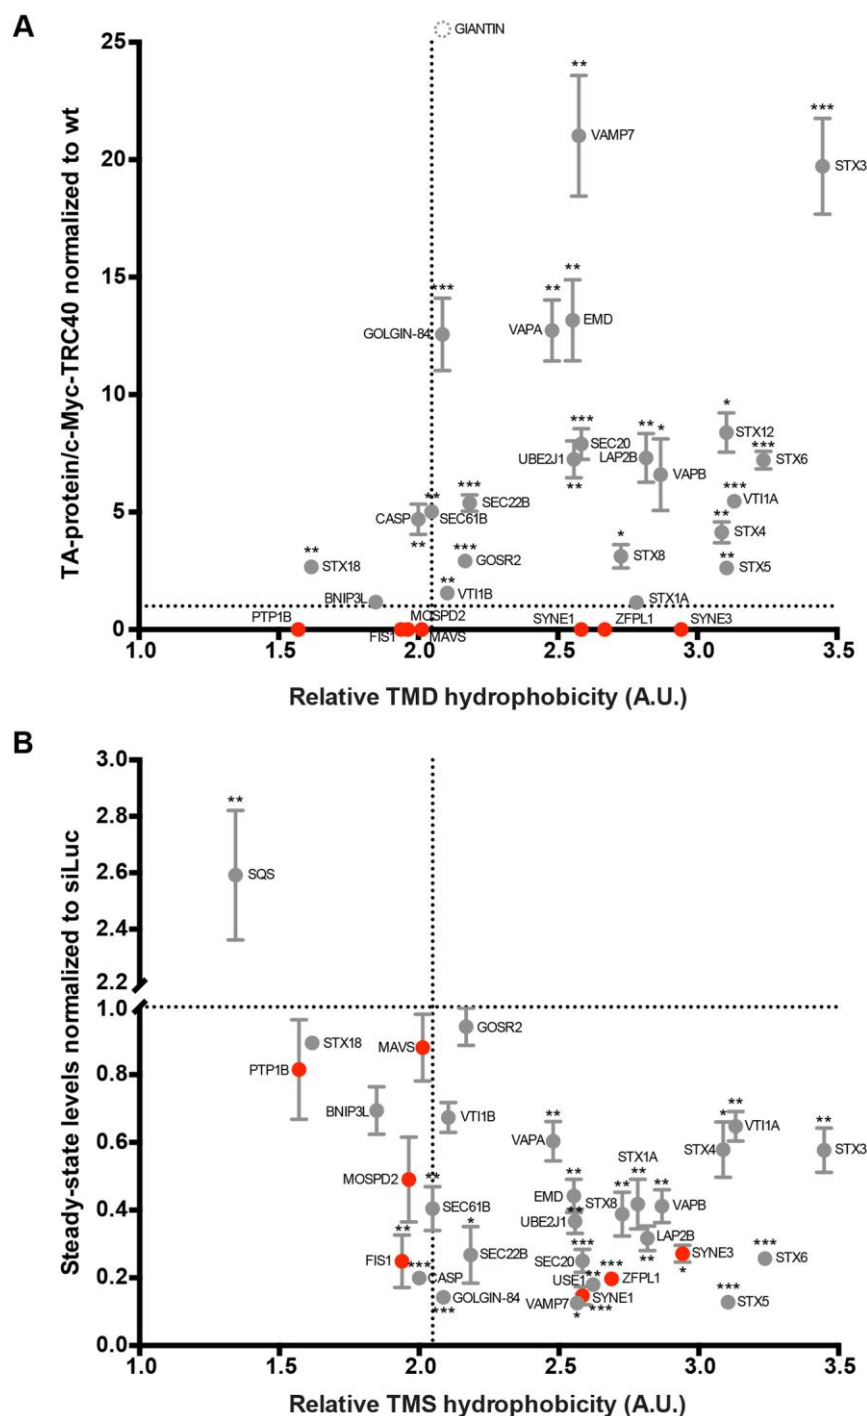 A
GIANTIN
25
**
VAMP7
***
STX3
20
15
***
GOLGIN-84
**
VAPA
**
EMD
10
***
SEC20
UBE2J1
**
**
LAP2B
*
VAPB
*
STX12
***
STX6
5
CASP
**
**
SEC61B
***
SEC22B
***
VTI1A
**
STX4
**
STX18
***
GOSR2
*
STX8
**
STX5
BNIP3L
**
VTI1B
STX1A
0
PTP1B
FIS1
MOSPD2
MAVS
SYNE1
ZFPL1
SYNE3
1.0 1.5 2.0 2.5 3.0 3.5
TA-protein/c-Myc-TRC40 normalized to wt
Relative TMD hydrophobicity (A.U.)
B
3.0
2.8
**
SQS
2.6
2.4
2.2
1.0
GOSR2
STX18
MAVS
PTP1B
0.8
BNIP3L
VTI1B
**
VAPA
**
VTI1A
*
STX4
**
STX3
0.6
MOSPD2
**
SEC61B
**
EMD
**
UBE2J1
STX8
**
STX1A
**
**
VAPB
0.4
LAP2B
**
**
FIS1
*
SEC22B
***
SEC20
SYNE3
*
***
STX6
0.2
***
CASP
GOLGIN-84
***
USE1
**
***
ZFPL1
SYNE1
***
VAMP7
*
***
STX5
0.0
1.0 1.5 2.0 2.5 3.0 3.5
Steady-state levels normalized to siLuc
Relative TMS hydrophobicity (A.U.)